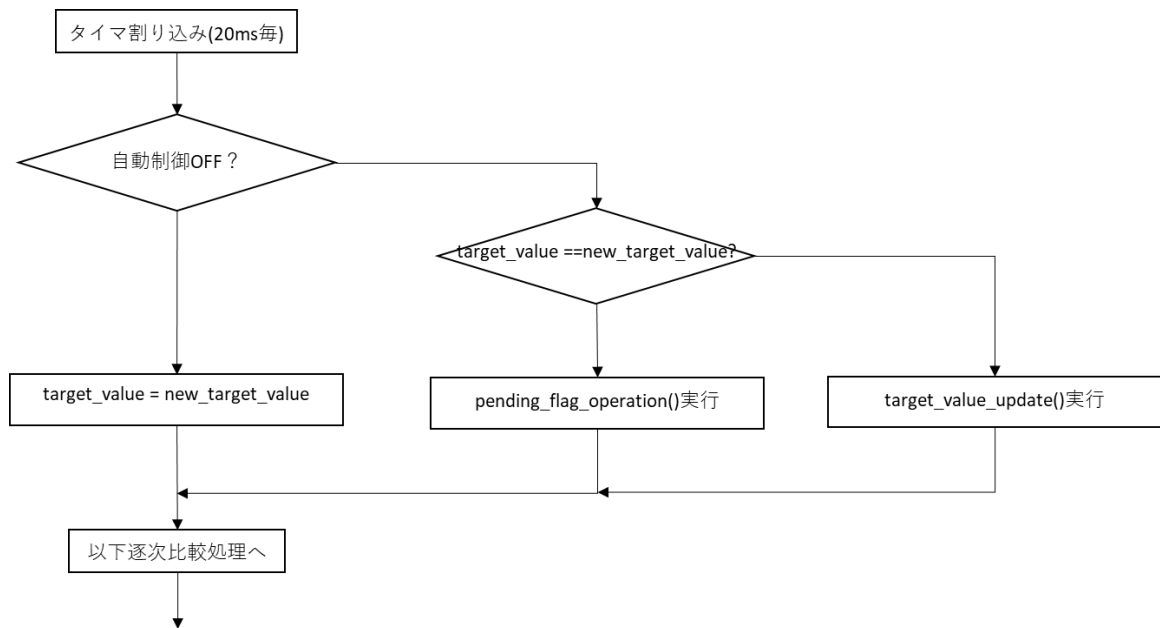 タイマ割り込み(20ms毎)
自動制御OFF？
target_value ==new_target_value?
target_value = new_target_value
pending_flag_operation()実行
target_value_update()実行
以下逐次比較処理へ